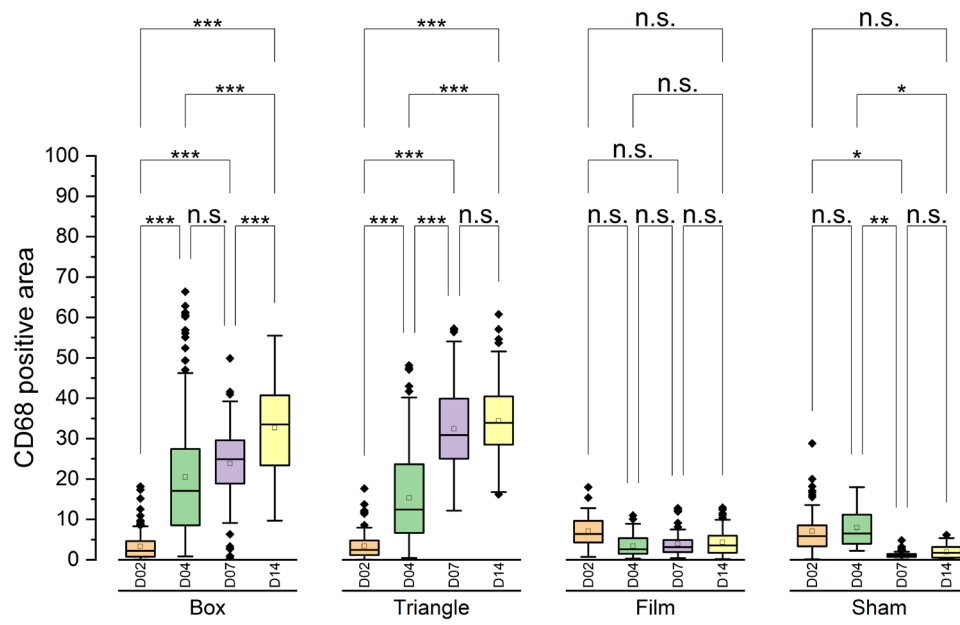 *** *** n.s. n.s.
*** *** n.s. *
*** *** n.s. *
*** n.s. *** *** *** n.s. n.s. n.s. n.s. n.s. ** n.s.
CD68 positive area
100
90
80
70
60
50
40
30
20
10
0
D02 D04 D07 D14 D02 D04 D07 D14 D02 D04 D07 D14 D02 D04 D07 D14
Box Triangle Film Sham